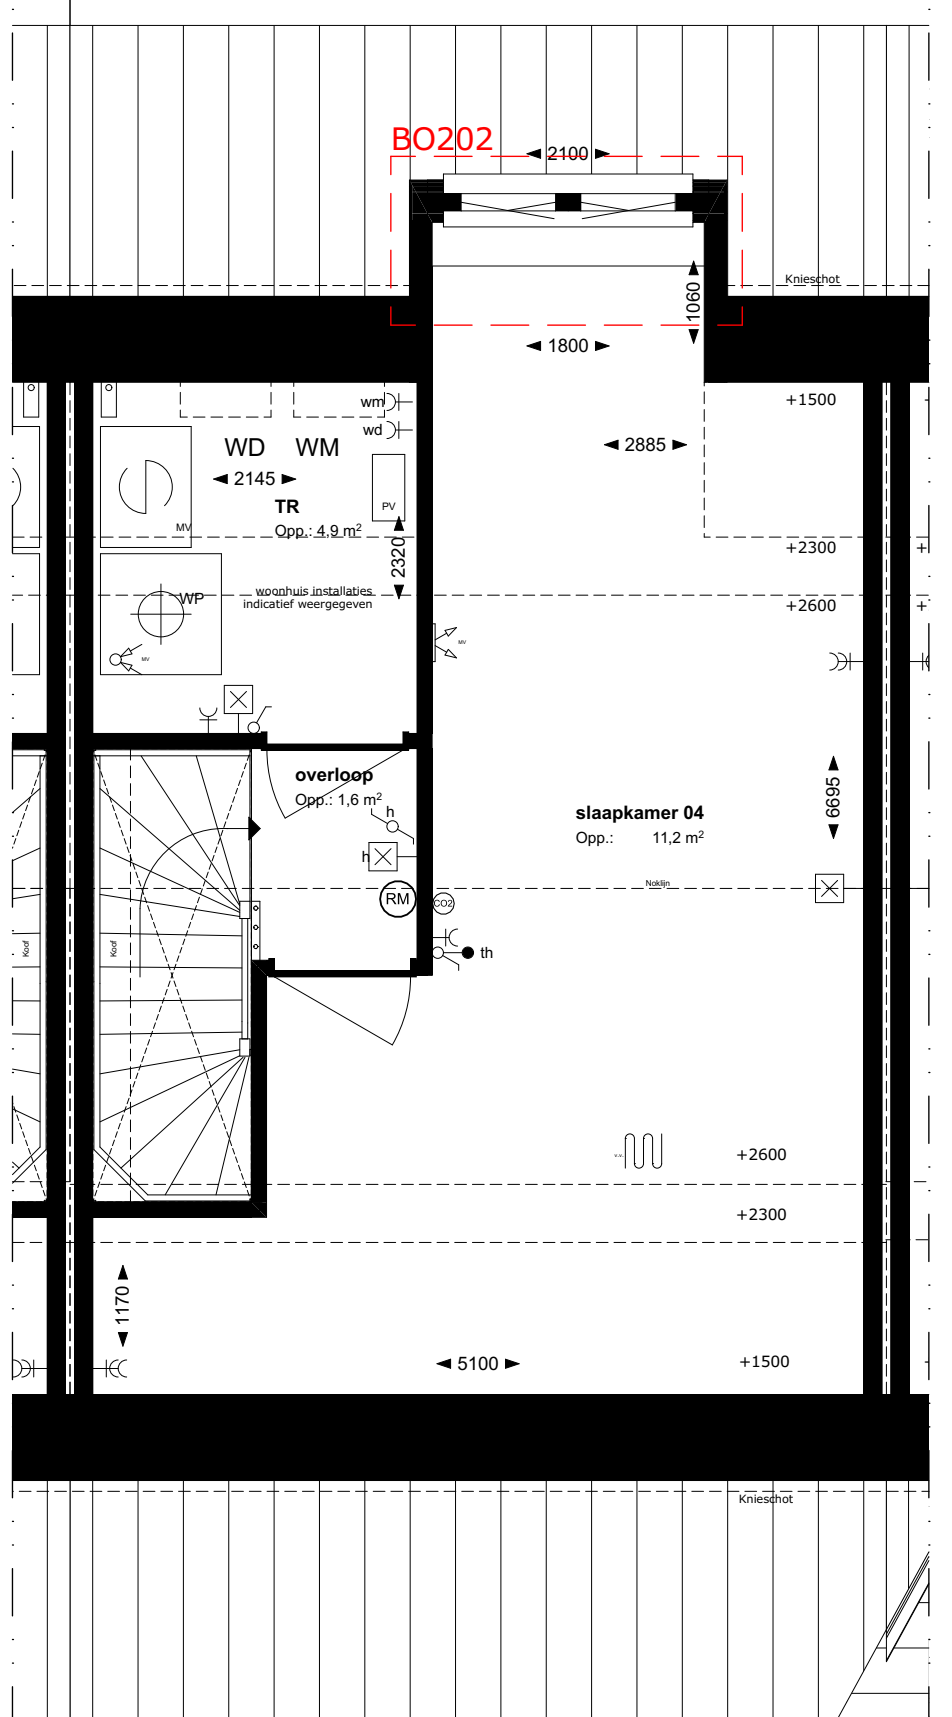 BO202
2100
Knieschot
1060
1800
+1500
wm
wd
WD WM
2885
2145
TR
PV
MV
Opp.: 4,9 m²
2320
+2300
woonhuis installaties
indicatief weergegeven
WP
+2600
MV
MV
overloop
Opp.: 1,6 m²
h
6695
slaapkamer 04
Opp.: 11,2 m²
h
Noklijn
RM
CO2
Koof
Koof
th
v.v.
+2600
+2300
1170
5100
+1500
Knieschot